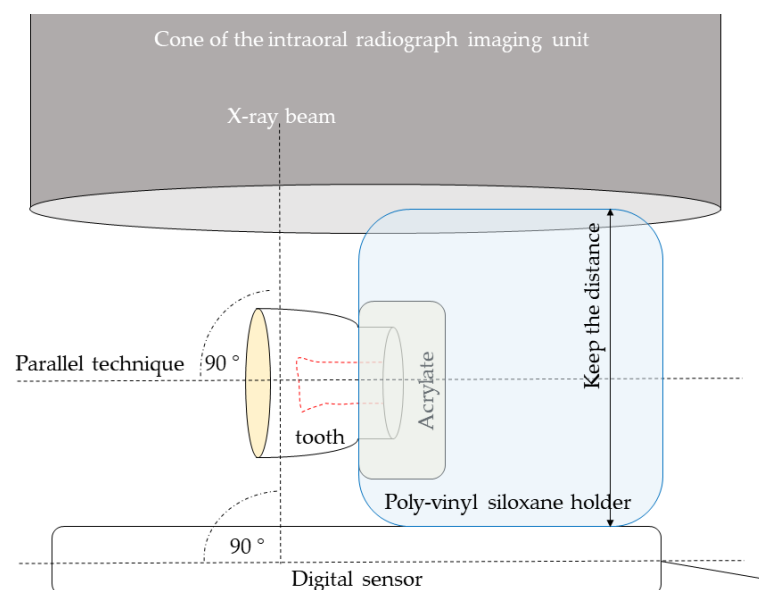 Cone of the intraoral radiograph imaging unit
X-ray beam
Keep the distance
Parallel technique
90 °
Acrylate
tooth
Poly-vinyl siloxane holder
90 °
Digital sensor